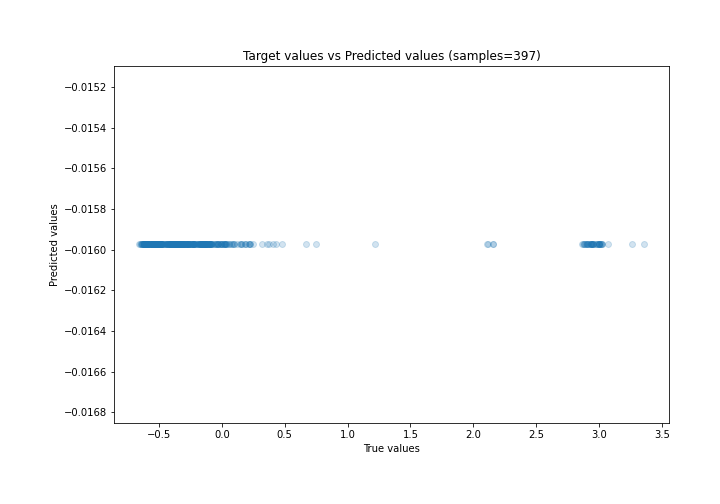 Target values vs Predicted values (samples=397)
Predicted values
−0.0152
−0.0154
−0.0156
−0.0158
−0.0160
−0.0162
−0.0164
−0.0166
−0.0168
−0.5 0.0 0.5 1.0 1.5 2.0 2.5 3.0 3.5
True values